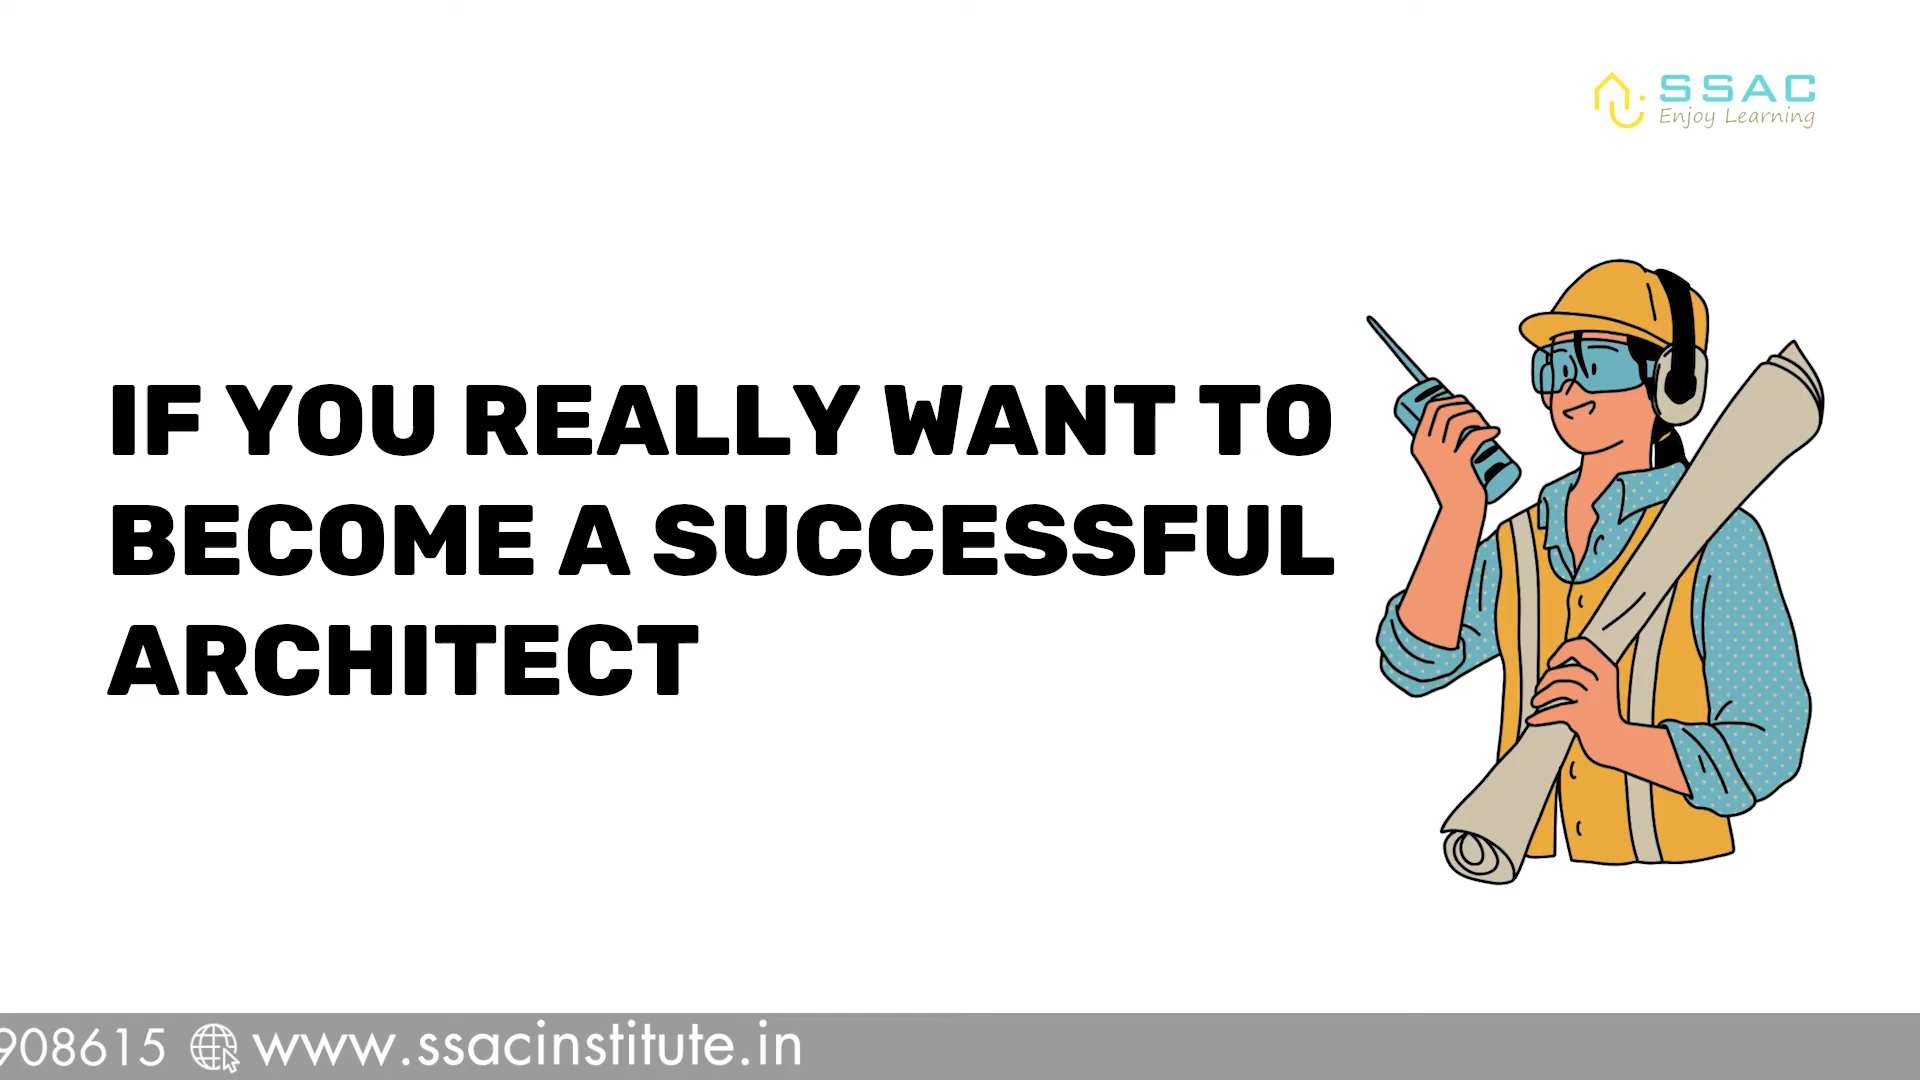 SSAC
Enjoy Learning
IF YOU REALLY WANT TO
BECOME A SUCCESSFUL
ARCHITECT
908615 www.ssacinstitute.in